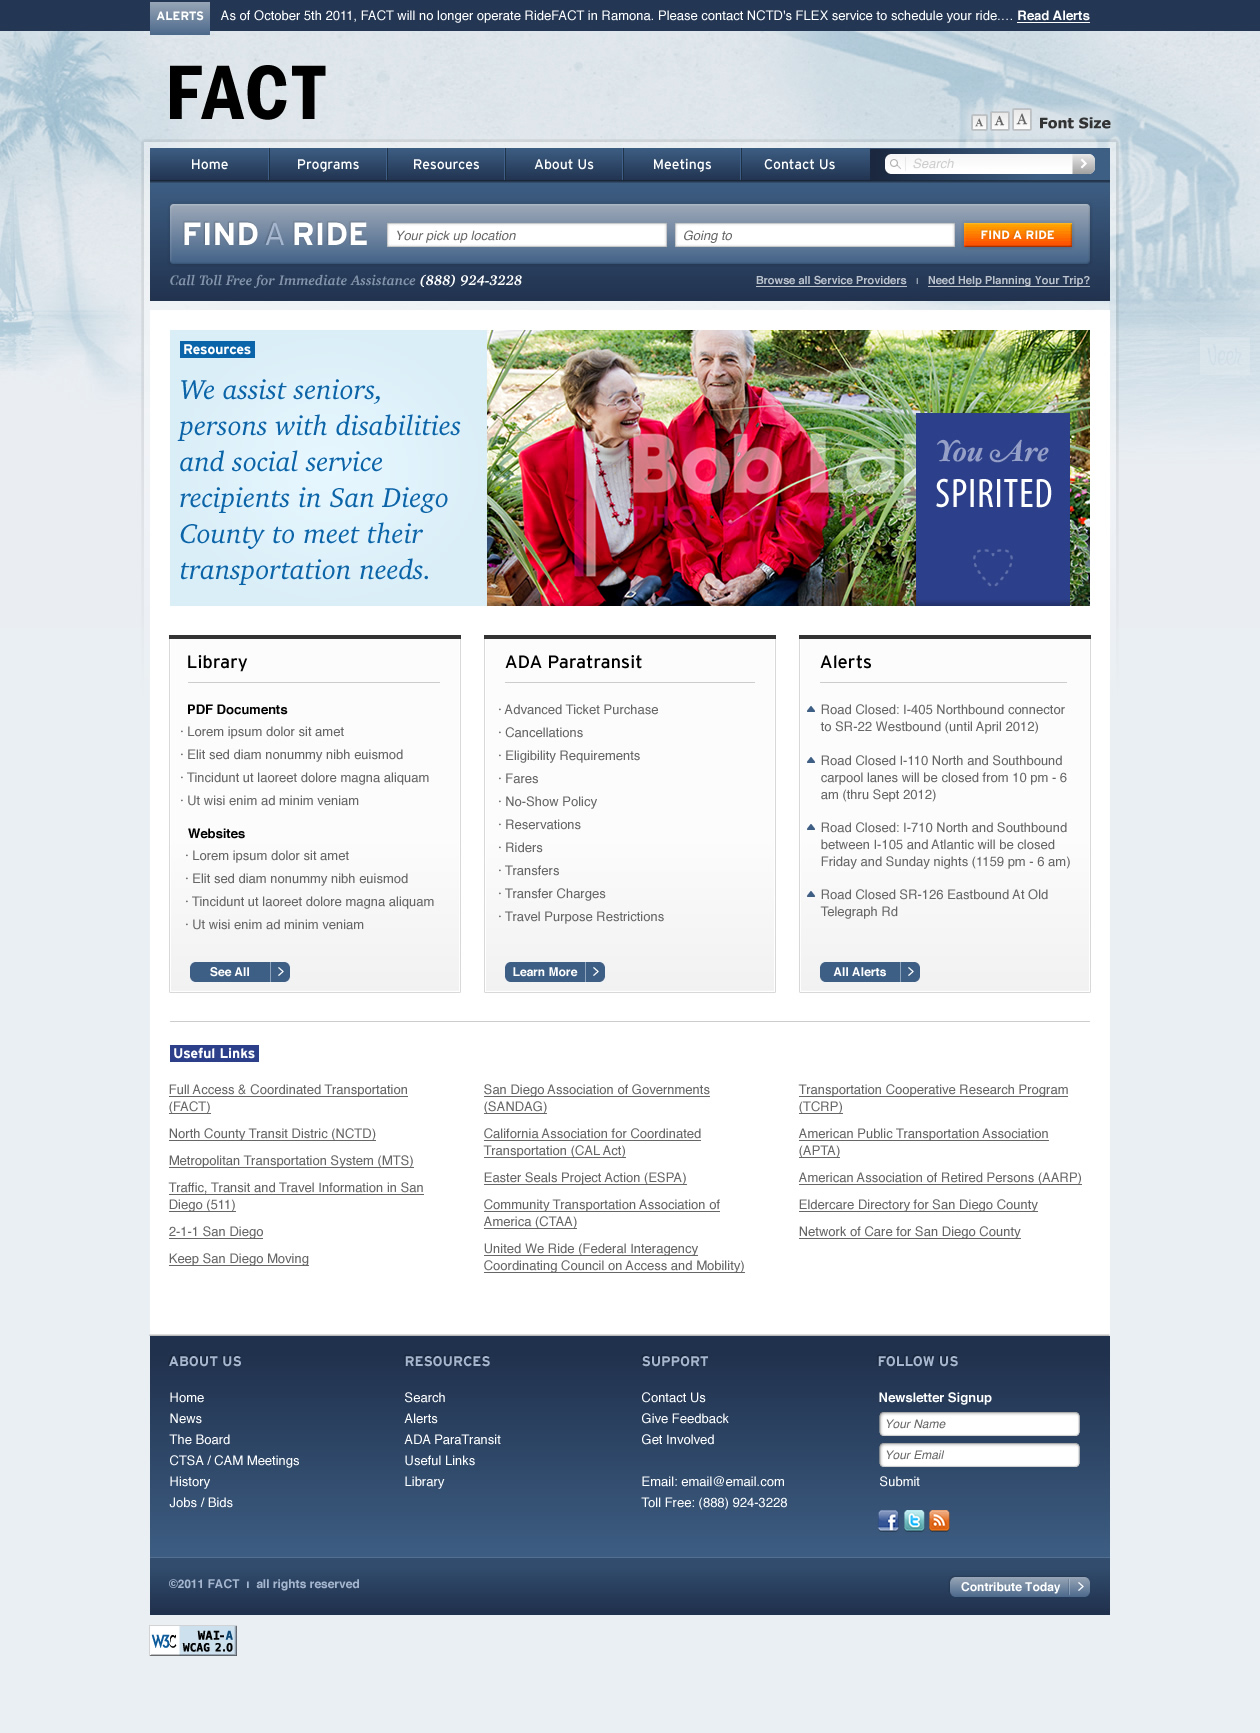 ALERTS As of October 5th 2011, FACT will no longer operate RideFACT in Ramona. Please contact NCTD's FLEX service to schedule your ride.... Read Alerts
FACT
A A A Font Size
Home Programs Resources About Us Meetings Contact Us Search
FIND A RIDE Your pick up location Going to FIND A RIDE
Call Toll Free for Immediate Assistance (888) 924-3228 Browse all Service Providers Need Help Planning Your Trip?
Resources
We assist seniors,
persons with disabilities
and social service
recipients in San Diego
County to meet their
transportation needs.
Bob
You Are
SPIRITED
Library
PDF Documents
· Lorem ipsum dolor sit amet
· Elit sed diam nonummy nibh euismod
· Tincidunt ut laoreet dolore magna aliquam
· Ut wisi enim ad minim veniam
Websites
· Lorem ipsum dolor sit amet
· Elit sed diam nonummy nibh euismod
· Tincidunt ut laoreet dolore magna aliquam
· Ut wisi enim ad minim veniam
See All
ADA Paratransit
· Advanced Ticket Purchase
· Cancellations
· Eligibility Requirements
· Fares
· No-Show Policy
· Reservations
· Riders
· Transfers
· Transfer Charges
· Travel Purpose Restrictions
Learn More
Alerts
Road Closed: I-405 Northbound connector
to SR-22 Westbound (until April 2012)
Road Closed I-110 North and Southbound
carpool lanes will be closed from 10 pm - 6
am (thru Sept 2012)
Road Closed: I-710 North and Southbound
between I-105 and Atlantic will be closed
Friday and Sunday nights (1159 pm - 6 am)
Road Closed SR-126 Eastbound At Old
Telegraph Rd
All Alerts
Useful Links
Full Access & Coordinated Transportation
(FACT)
North County Transit Distric (NCTD)
Metropolitan Transportation System (MTS)
Traffic, Transit and Travel Information in San
Diego (511)
2-1-1 San Diego
Keep San Diego Moving
San Diego Association of Governments
(SANDAG)
California Association for Coordinated
Transportation (CAL Act)
Easter Seals Project Action (ESPA)
Community Transportation Association of
America (CTAA)
United We Ride (Federal Interagency
Coordinating Council on Access and Mobility)
Transportation Cooperative Research Program
(TCRP)
American Public Transportation Association
(APTA)
American Association of Retired Persons (AARP)
Eldercare Directory for San Diego County
Network of Care for San Diego County
ABOUT US
Home
News
The Board
CTSA / CAM Meetings
History
Jobs / Bids
RESOURCES
Search
Alerts
ADA ParaTransit
Useful Links
Library
SUPPORT
Contact Us
Give Feedback
Get Involved
Email: email@email.com
Toll Free: (888) 924-3228
FOLLOW US
Newsletter Signup
Your Name
Your Email
Submit
©2011 FACT all rights reserved
Contribute Today
W3C WAI-A
WCAG 2.0